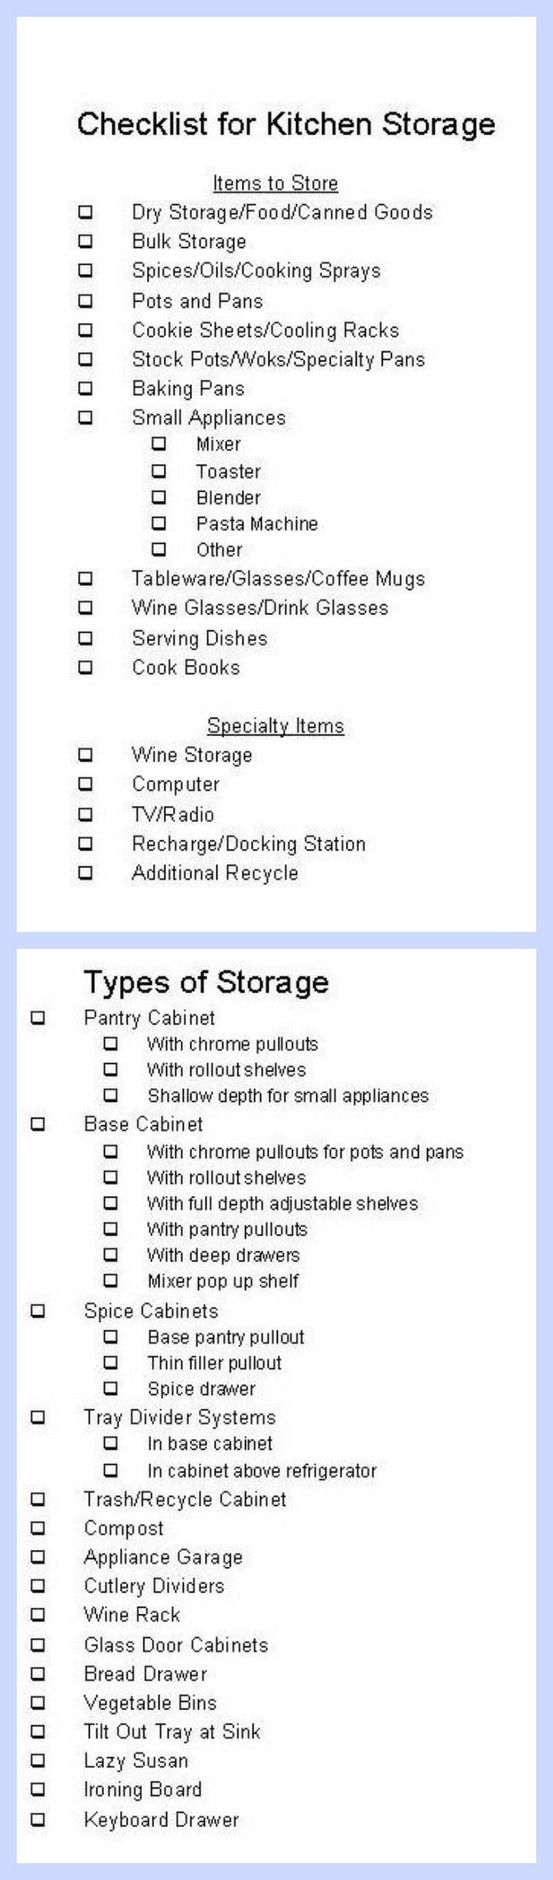 Checklist for Kitchen Storage
Items to Store
Dry Storage/Food/Canned Goods
Bulk Storage
Spices/Oils/Cooking Sprays
Pots and Pans
Cookie Sheets/Cooling Racks
Stock Pots/Woks/Specialty Pans
Baking Pans
Small Appliances
Mixer
Toaster
Blender
Pasta Machine
Other
Tableware/Glasses/Coffee Mugs
Wine Glasses/Drink Glasses
Serving Dishes
Cook Books
Specialty Items
Wine Storage
Computer
TV/Radio
Recharge/Docking Station
Additional Recycle
Types of Storage
Pantry Cabinet
With chrome pullouts
With rollout shelves
Shallow depth for small appliances
Base Cabinet
With chrome pullouts for pots and pans
With rollout shelves
With full depth adjustable shelves
With pantry pullouts
With deep drawers
Mixer pop up shelf
Spice Cabinets
Base pantry pullout
Thin filler pullout
Spice drawer
Tray Divider Systems
In base cabinet
In cabinet above refrigerator
Trash/Recycle Cabinet
Compost
Appliance Garage
Cutlery Dividers
Wine Rack
Glass Door Cabinets
Bread Drawer
Vegetable Bins
Tilt Out Tray at Sink
Lazy Susan
Ironing Board
Keyboard Drawer